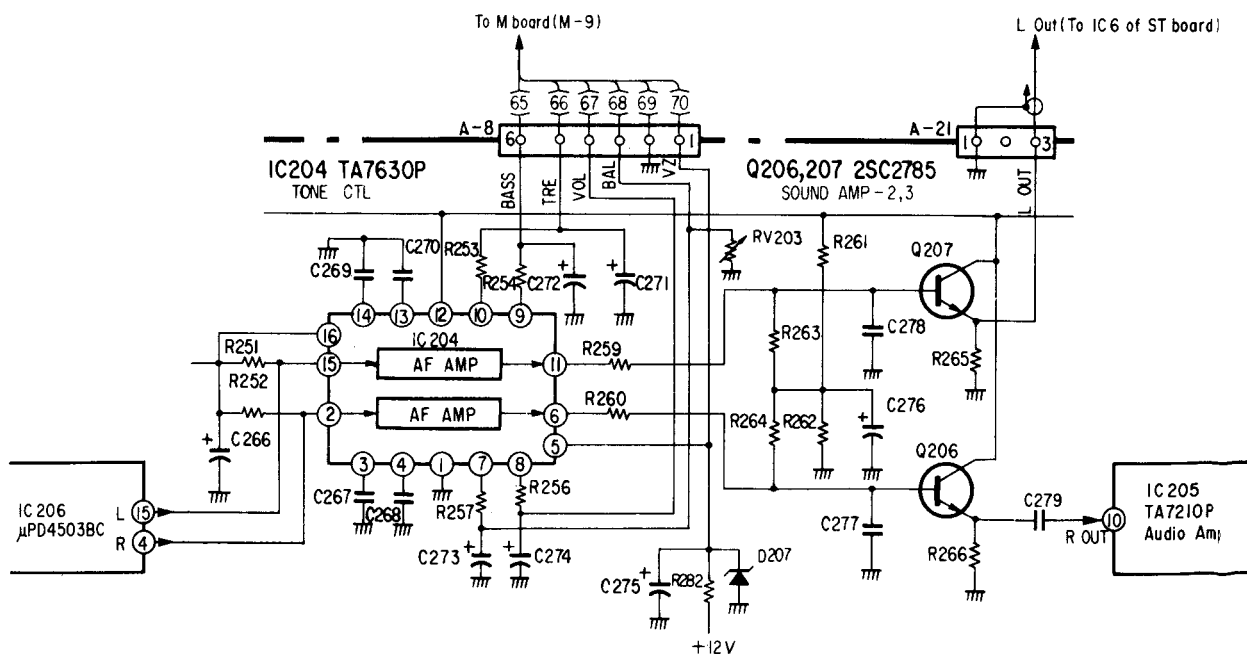 To M board(M-9)
L Out(To IC6 of ST board)
65 66 67 68 69 70
A-8
6
1
A-21
1
3
IC204 TA7630P
TONE CTL
BASS
TRE
VOL
BAL
VZ
Q206,207 2SC2785
SOUND AMP-2,3
L OUT
C269
C270
R253
R254
C272
C271
RV203
R261
Q207
14
13
12
10
9
16
IC204
R251
15
AF AMP
11
R259
R263
C278
R265
R252
2
AF AMP
6
R260
R264
R262
C276
C266
5
Q206
3
4
1
7
8
C267
C268
R257
R256
IC206
μPD4503BC
L
15
R
4
C273
C274
C277
C279
R266
R OUT
10
IC205
TA7210P
Audio Am
C275
R282
D207
+12V